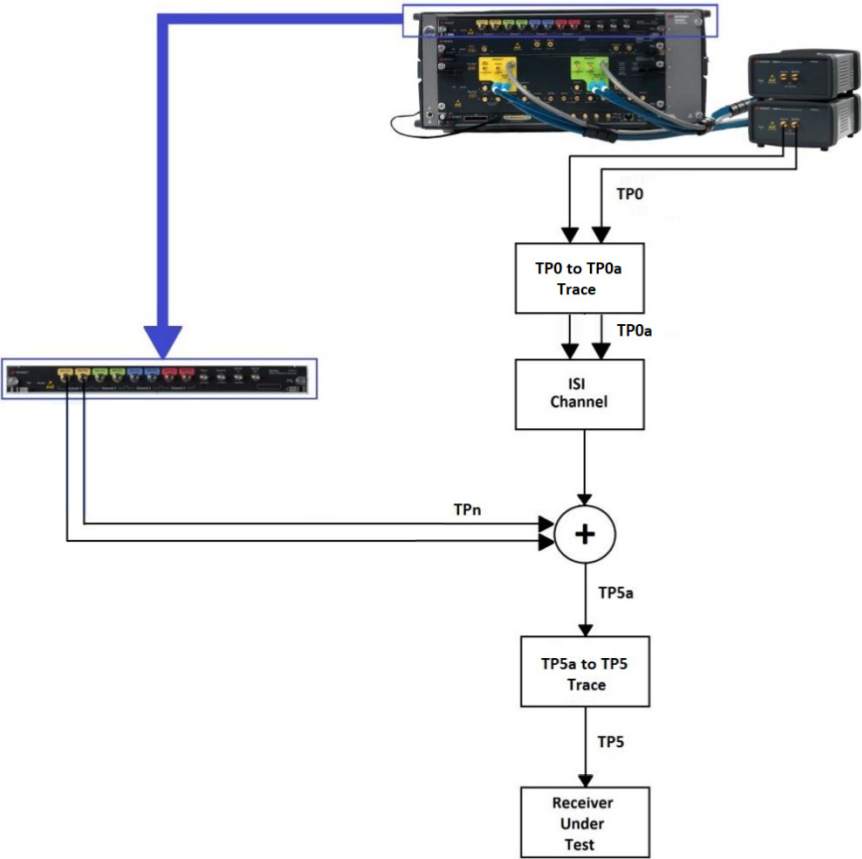 TP0
TP0 to TP0a
Trace
TP0a
ISI
Channel
TPn
+
TP5a
TP5a to TP5
Trace
TP5
Receiver
Under
Test